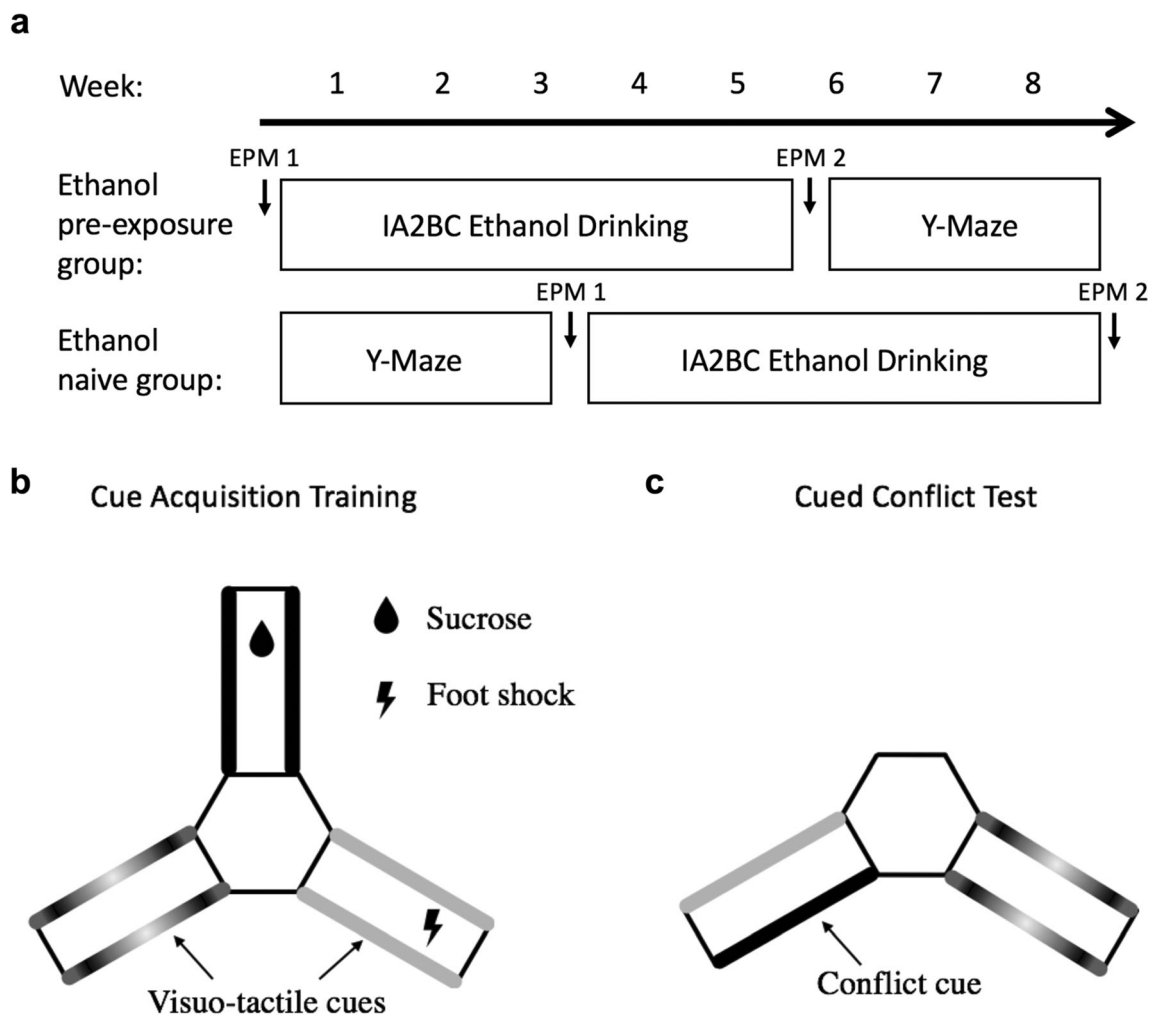 a
Week: 1 2 3 4 5 6 7 8
EPM 1 EPM 2
Ethanol
pre-exposure
group:
IA2BC Ethanol Drinking Y-Maze
EPM 1 EPM 2
Ethanol
naive group:
Y-Maze IA2BC Ethanol Drinking
b Cue Acquisition Training
Sucrose
Foot shock
Visuo-tactile cues
c Cued Conflict Test
Conflict cue